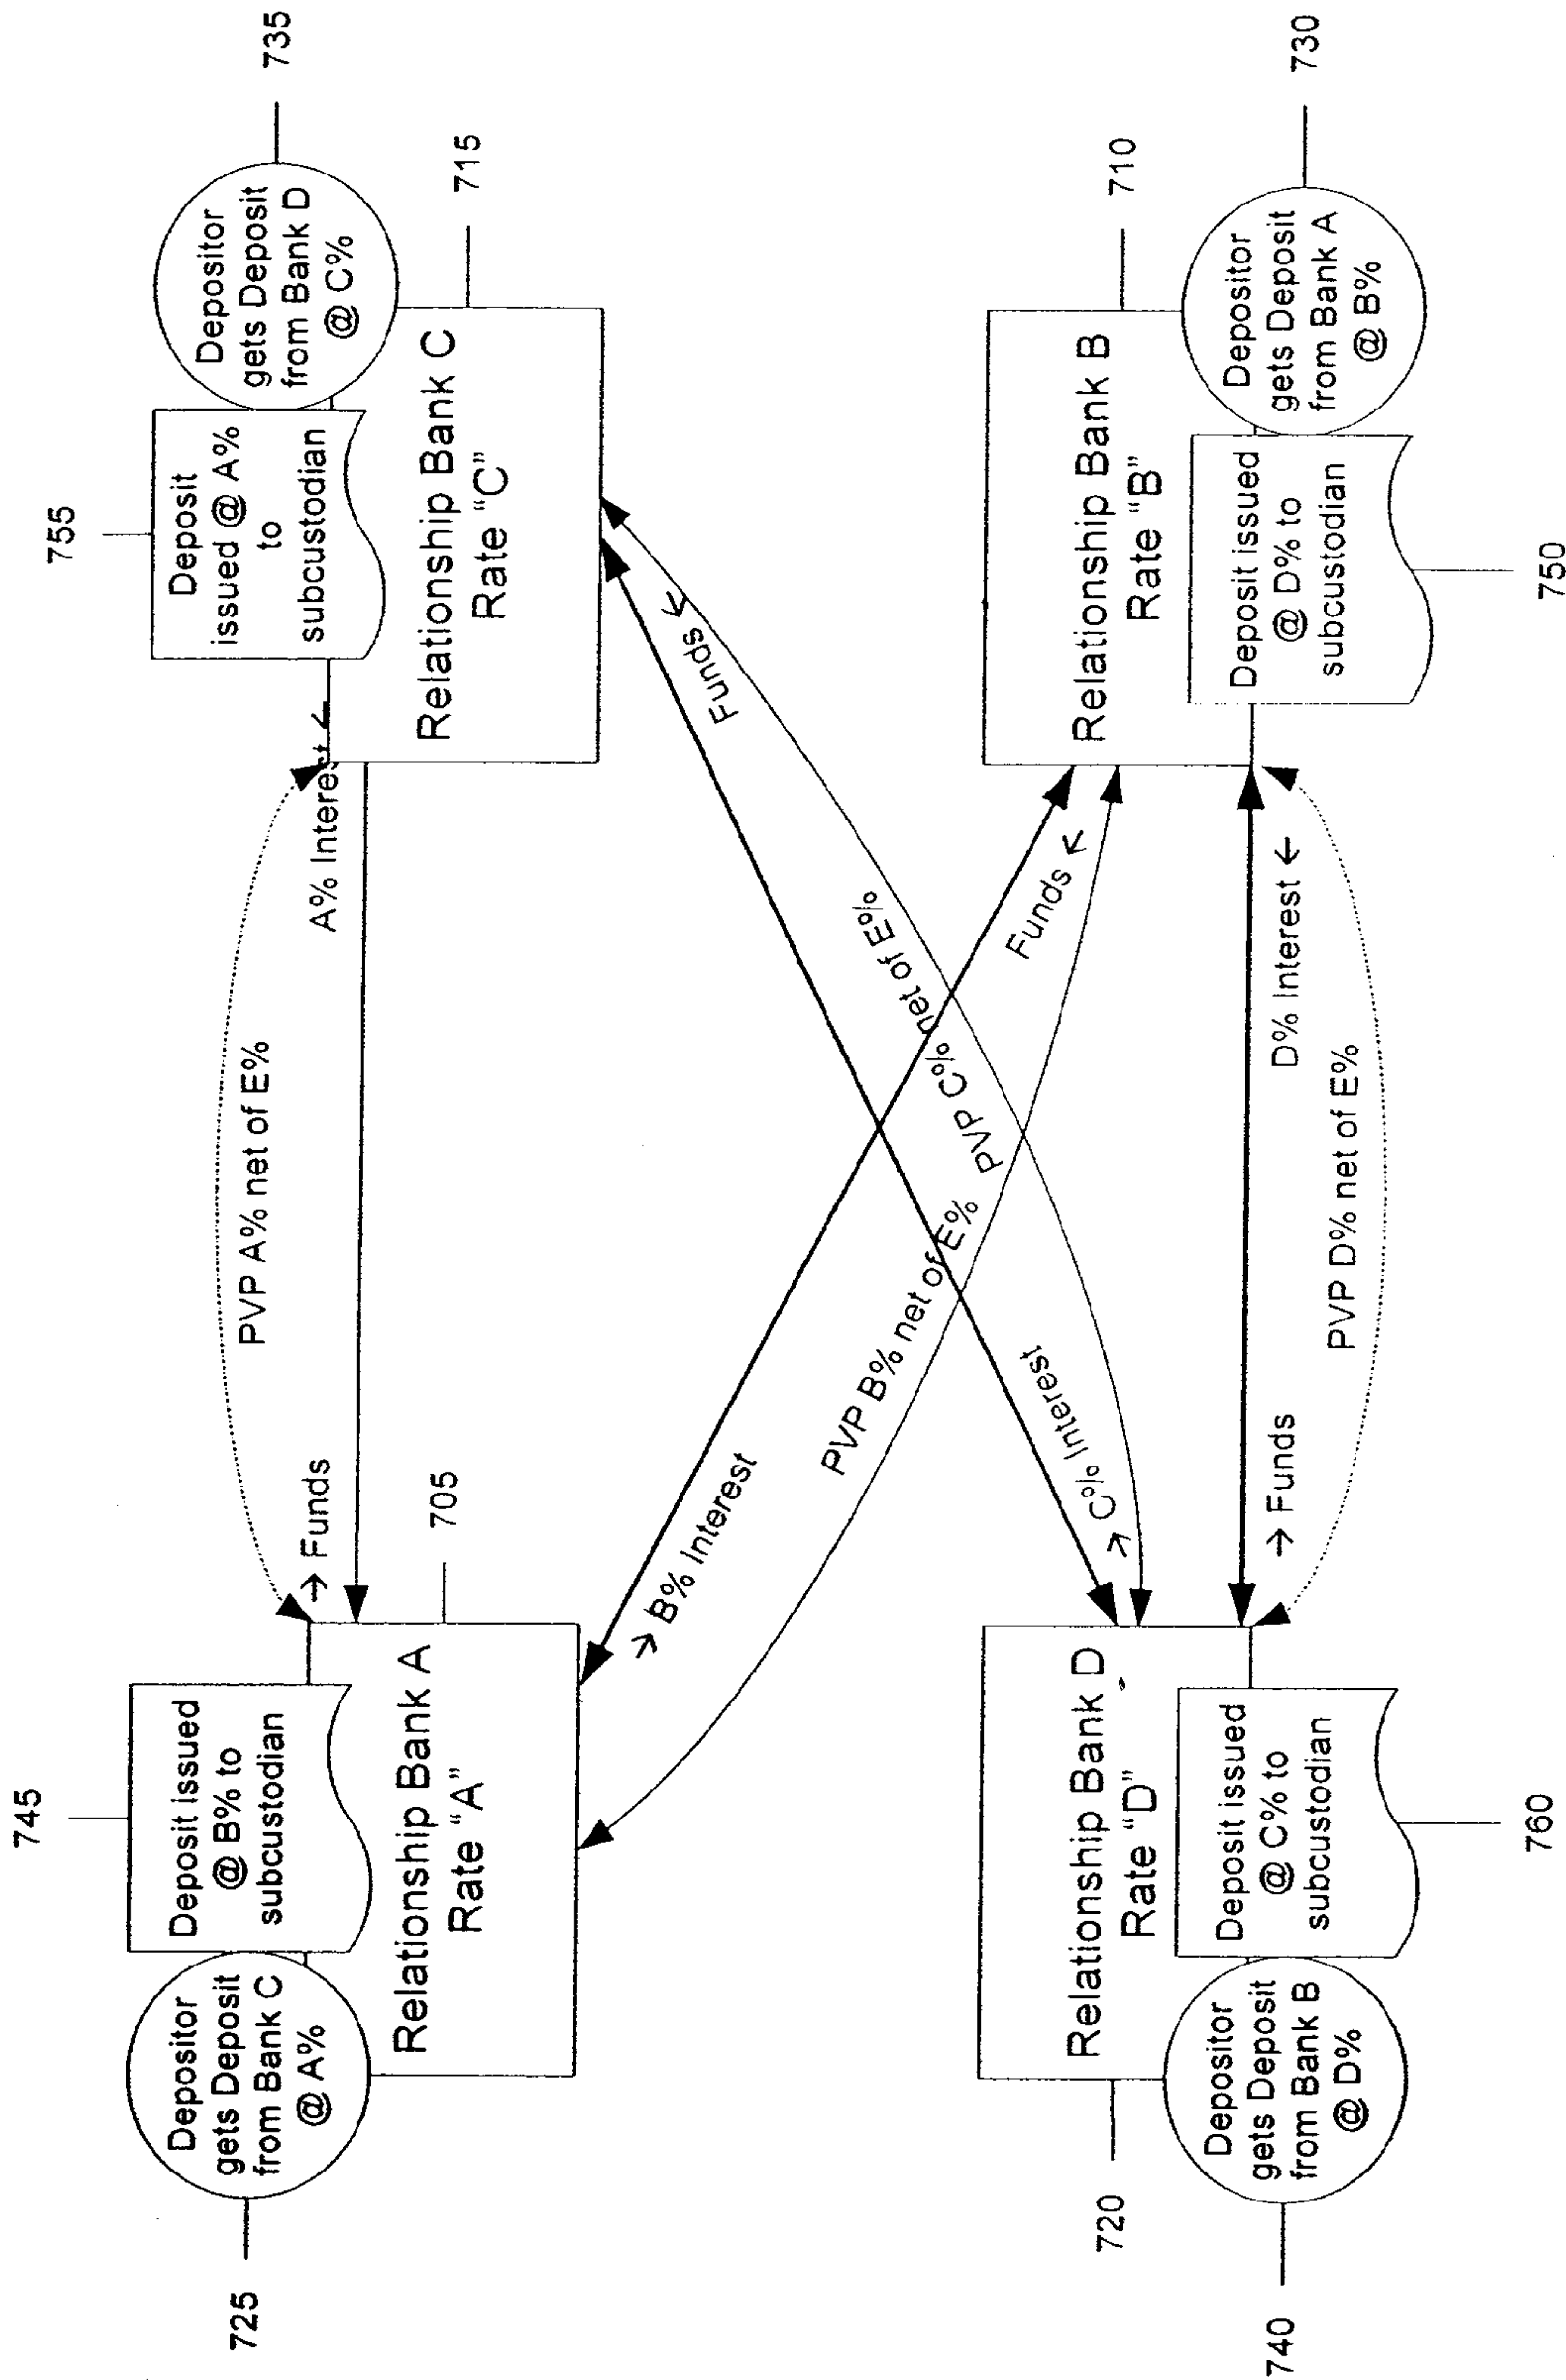 745
755
725
Depositor
gets Deposit
from Bank C
@ A%
Deposit issued
@ B% to
subcustodian
Relationship Bank A
Rate "A"
705
→ Funds
PVP A% net of E%
A% Interest ←
Deposit
issued @ A%
to
subcustodian
Depositor
gets Deposit
from Bank D
@ C%
735
Relationship Bank C
Rate "C"
715
→ B% Interest
PVP B% net of E%
Funds ←
PVP C% net of E%
Funds ←
→ C% Interest
720
Relationship Bank D
Rate "D"
740
Depositor
gets Deposit
from Bank B
@ D%
Deposit issued
@ C% to
subcustodian
760
→ Funds
D% Interest ←
PVP D% net of E%
Relationship Bank B
Rate "B"
710
Deposit issued
@ D% to
subcustodian
750
Depositor
gets Deposit
from Bank A
@ B%
730